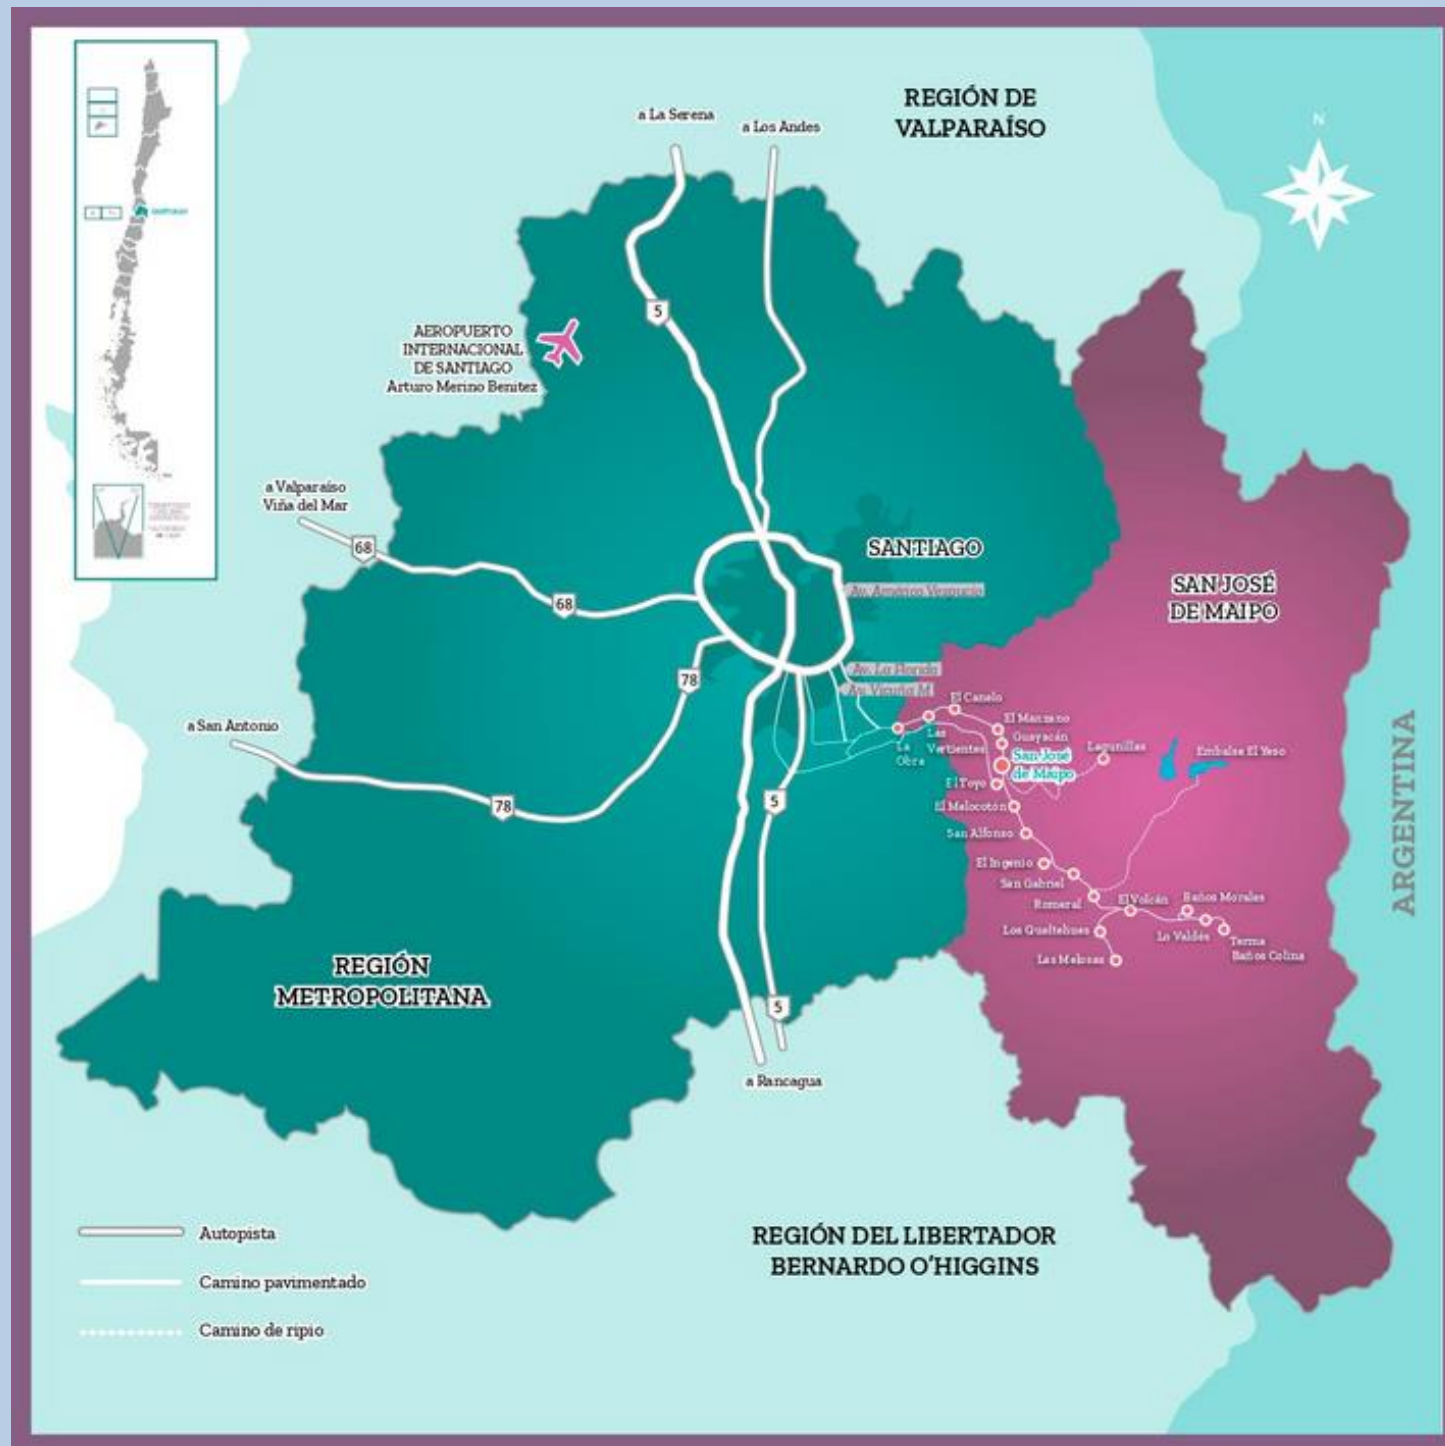 REGIÓN DE
VALPARAÍSO
a La Serena
a Los Andes
N
5
AEROPUERTO
INTERNACIONAL
DE SANTIAGO
Arturo Merino Benitez
a Valparaíso
Viña del Mar
68
68
SANTIAGO
Av. Américo Vespucio
SAN JOSÉ
DE MAIPO
Av. La Florida
Av. Vicuña M
78
a San Antonio
78
El Canelo
El Manzano
Las
Vertientes
Guayacán
La
Obra
San José
de Maipo
Lagunillas
Embalse El Yeso
El Toyo
5
El Melocotón
San Alfonso
El Ingenio
San Gabriel
Romeral
El Volcán
Baños Morales
Los Queltehues
Lo Valdés
Terma
Baños Colina
Las Melosas
ARGENTINA
REGIÓN
METROPOLITANA
5
a Rancagua
REGIÓN DEL LIBERTADOR
BERNARDO O'HIGGINS
Autopista
Camino pavimentado
Camino de ripio